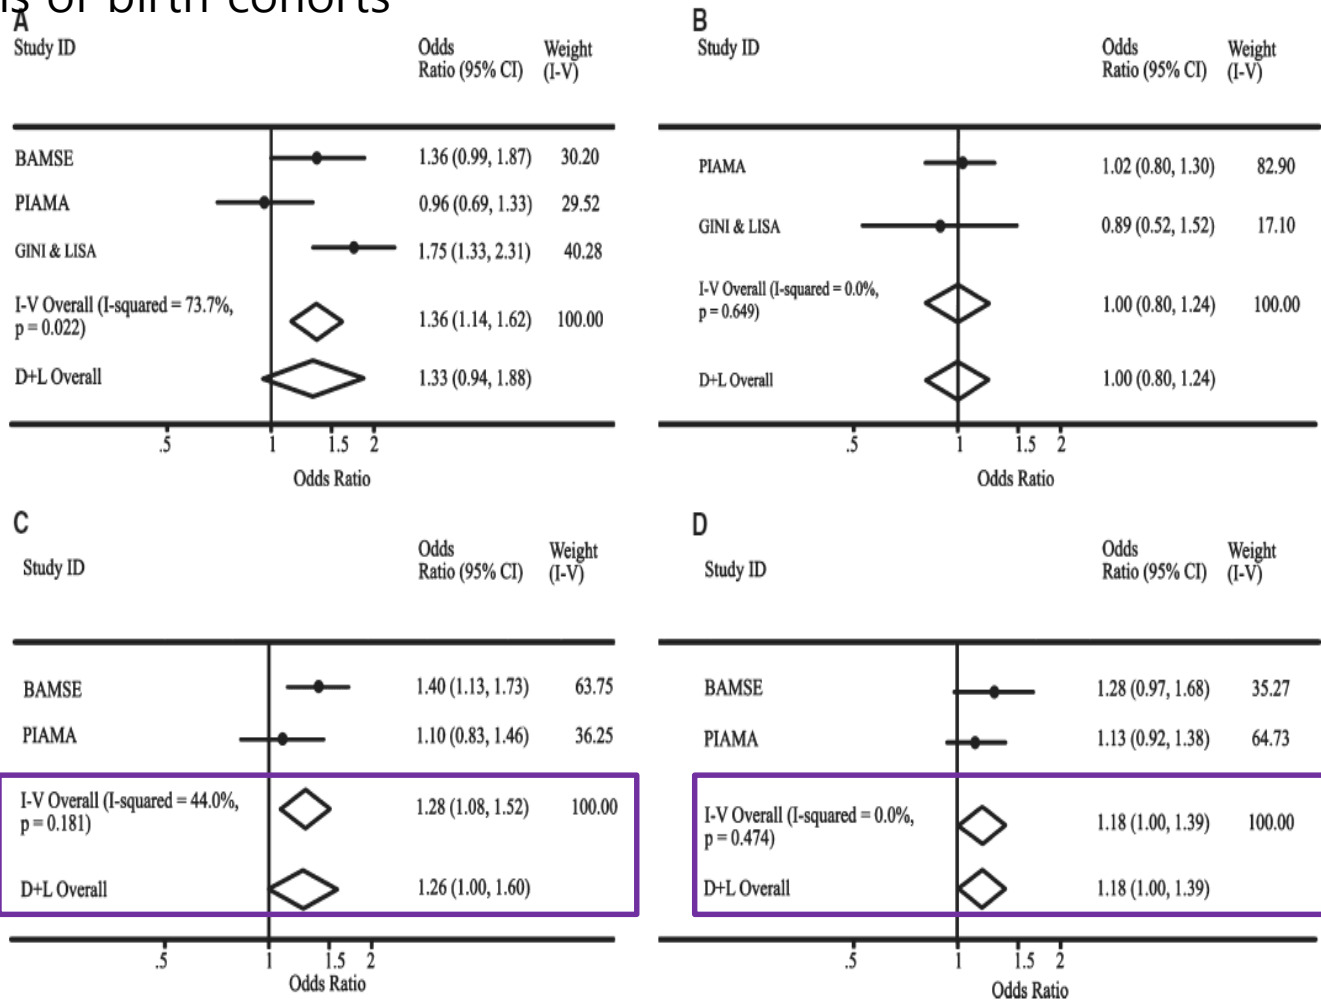 is of birth cohorts
A
Study ID Odds Ratio (95% CI) Weight (I-V)
BAMSE 1.36 (0.99, 1.87) 30.20
PIAMA 0.96 (0.69, 1.33) 29.52
GINI & LISA 1.75 (1.33, 2.31) 40.28
I-V Overall (I-squared = 73.7%, p = 0.022) 1.36 (1.14, 1.62) 100.00
D+L Overall 1.33 (0.94, 1.88)
.5 1 1.5 2
Odds Ratio
B
Study ID Odds Ratio (95% CI) Weight (I-V)
PIAMA 1.02 (0.80, 1.30) 82.90
GINI & LISA 0.89 (0.52, 1.52) 17.10
I-V Overall (I-squared = 0.0%, p = 0.649) 1.00 (0.80, 1.24) 100.00
D+L Overall 1.00 (0.80, 1.24)
.5 1 1.5 2
Odds Ratio
C
Study ID Odds Ratio (95% CI) Weight (I-V)
BAMSE 1.40 (1.13, 1.73) 63.75
PIAMA 1.10 (0.83, 1.46) 36.25
I-V Overall (I-squared = 44.0%, p = 0.181) 1.28 (1.08, 1.52) 100.00
D+L Overall 1.26 (1.00, 1.60)
.5 1 1.5 2
Odds Ratio
D
Study ID Odds Ratio (95% CI) Weight (I-V)
BAMSE 1.28 (0.97, 1.68) 35.27
PIAMA 1.13 (0.92, 1.38) 64.73
I-V Overall (I-squared = 0.0%, p = 0.474) 1.18 (1.00, 1.39) 100.00
D+L Overall 1.18 (1.00, 1.39)
.5 1 1.5 2
Odds Ratio